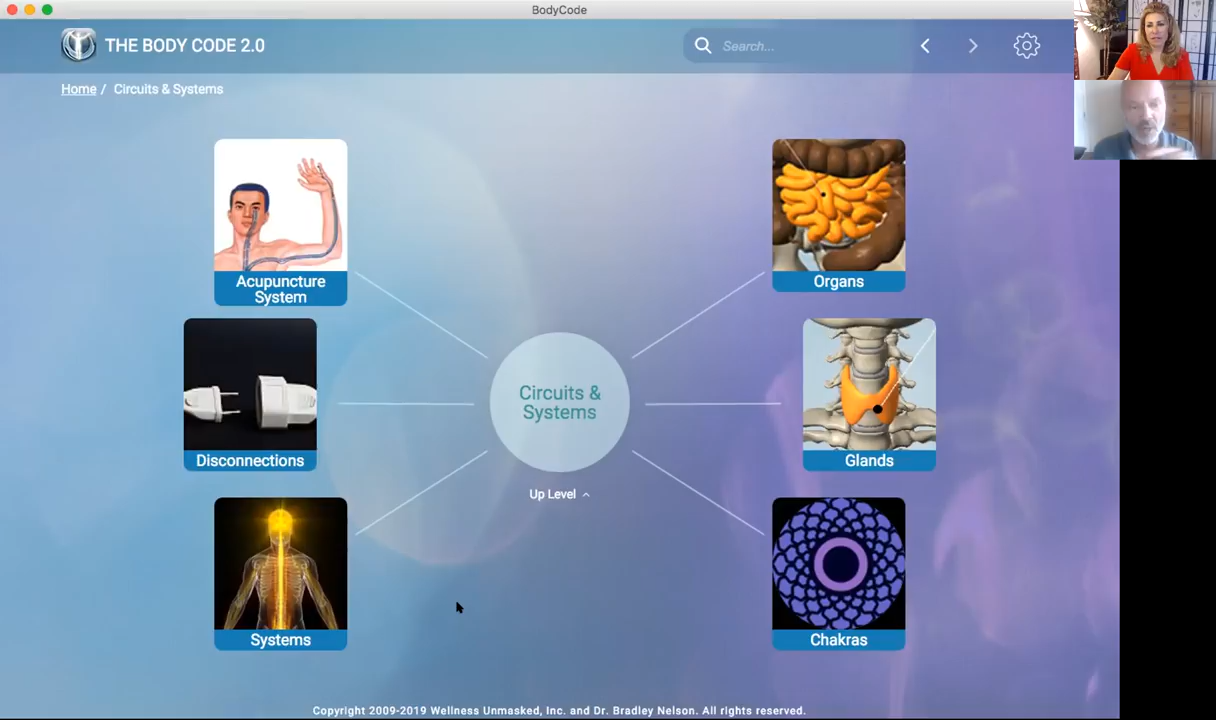 BodyCode
THE BODY CODE 2.0
Search...
Home / Circuits & Systems
Acupuncture
System
Organs
Disconnections
Circuits &
Systems
Glands
Up Level
Systems
Chakras
Copyright 2009-2019 Wellness Unmasked, Inc. and Dr. Bradley Nelson. All rights reserved.